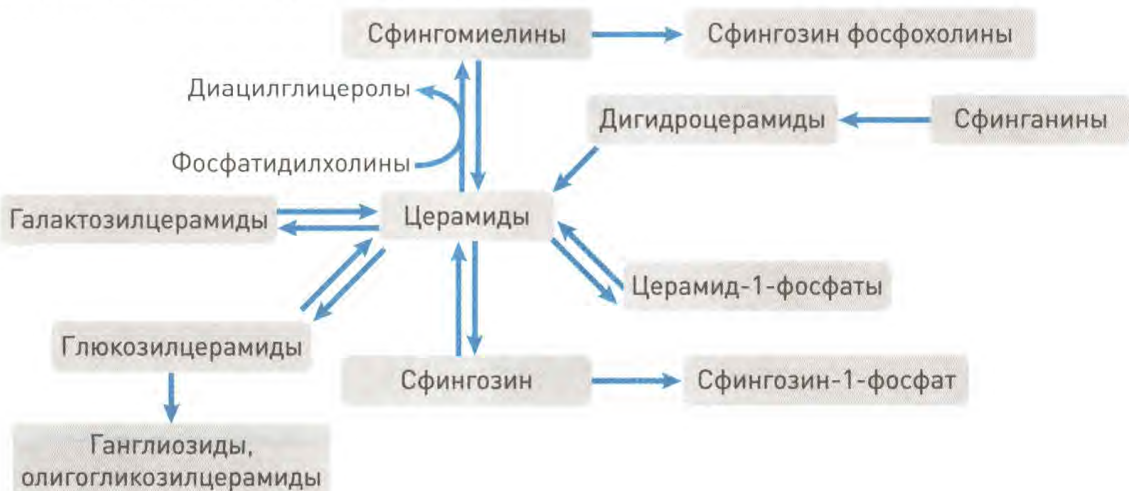 Сфингомиелины
Сфингозин фосфохолины
Диацилглицеролы
Дигидроцерамиды
Сфинганины
Фосфатидилхолины
Галактозилцерамиды
Церамиды
Церамид-1-фосфаты
Глюкозилцерамиды
Сфингозин
Сфингозин-1-фосфат
Ганглиозиды,
олигогликозилцерамиды